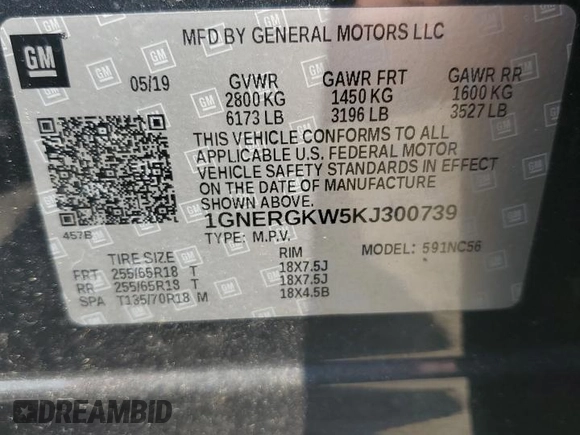 GM
MFD BY GENERAL MOTORS LLC
05/19 GVWR GAWR FRT GAWR RR
2800 KG 1450 KG 1600 KG
6173 LB 3196 LB 3527 LB
THIS VEHICLE CONFORMS TO ALL
APPLICABLE U.S. FEDERAL MOTOR
VEHICLE SAFETY STANDARDS IN
EFFECT ON THE DATE OF MANUFACTURE
SHOWN ABOVE.
1GNERGKW5KJ300739
457B
TYPE: M.P.V. MODEL: 591NC56
TIRE SIZE RIM
FRT 255/65R18 T 18X7.5J
RR 255/65R18 T 18X7.5J
SPA T135/70R18 M 18X4.5B
DREAMBID